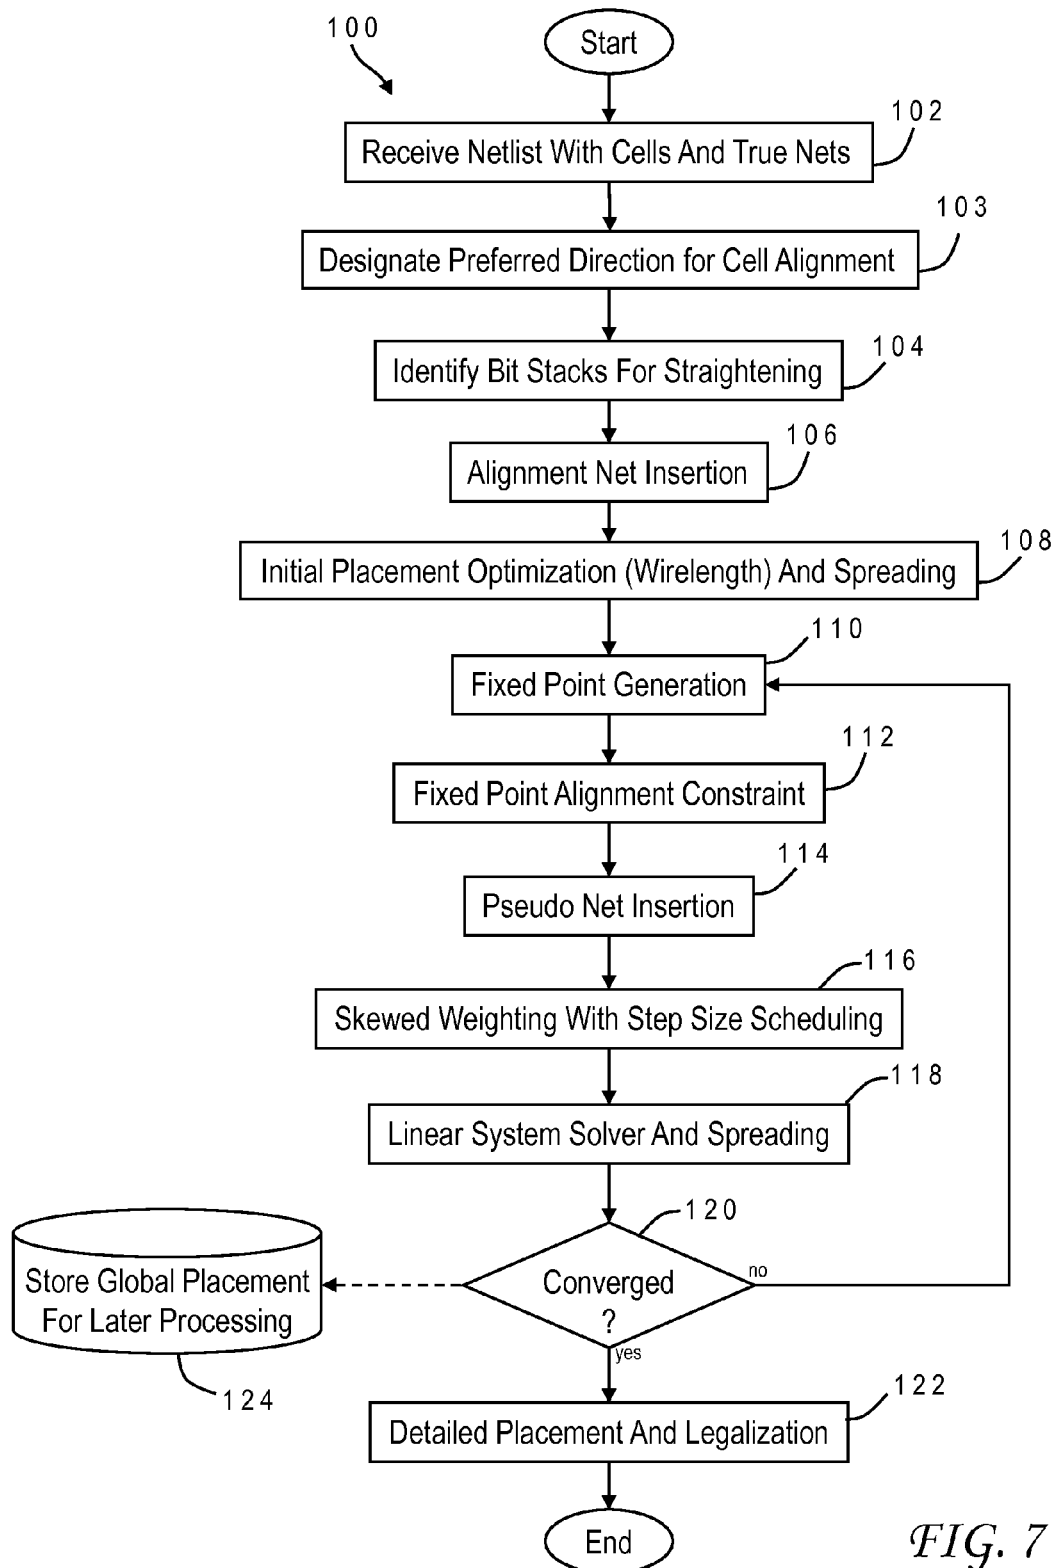 100
Start
102
Receive Netlist With Cells And True Nets
103
Designate Preferred Direction for Cell Alignment
104
Identify Bit Stacks For Straightening
106
Alignment Net Insertion
108
Initial Placement Optimization (Wirelength) And Spreading
110
Fixed Point Generation
112
Fixed Point Alignment Constraint
114
Pseudo Net Insertion
116
Skewed Weighting With Step Size Scheduling
118
Linear System Solver And Spreading
120
Converged
?
no
yes
Store Global Placement
For Later Processing
124
122
Detailed Placement And Legalization
End
FIG. 7